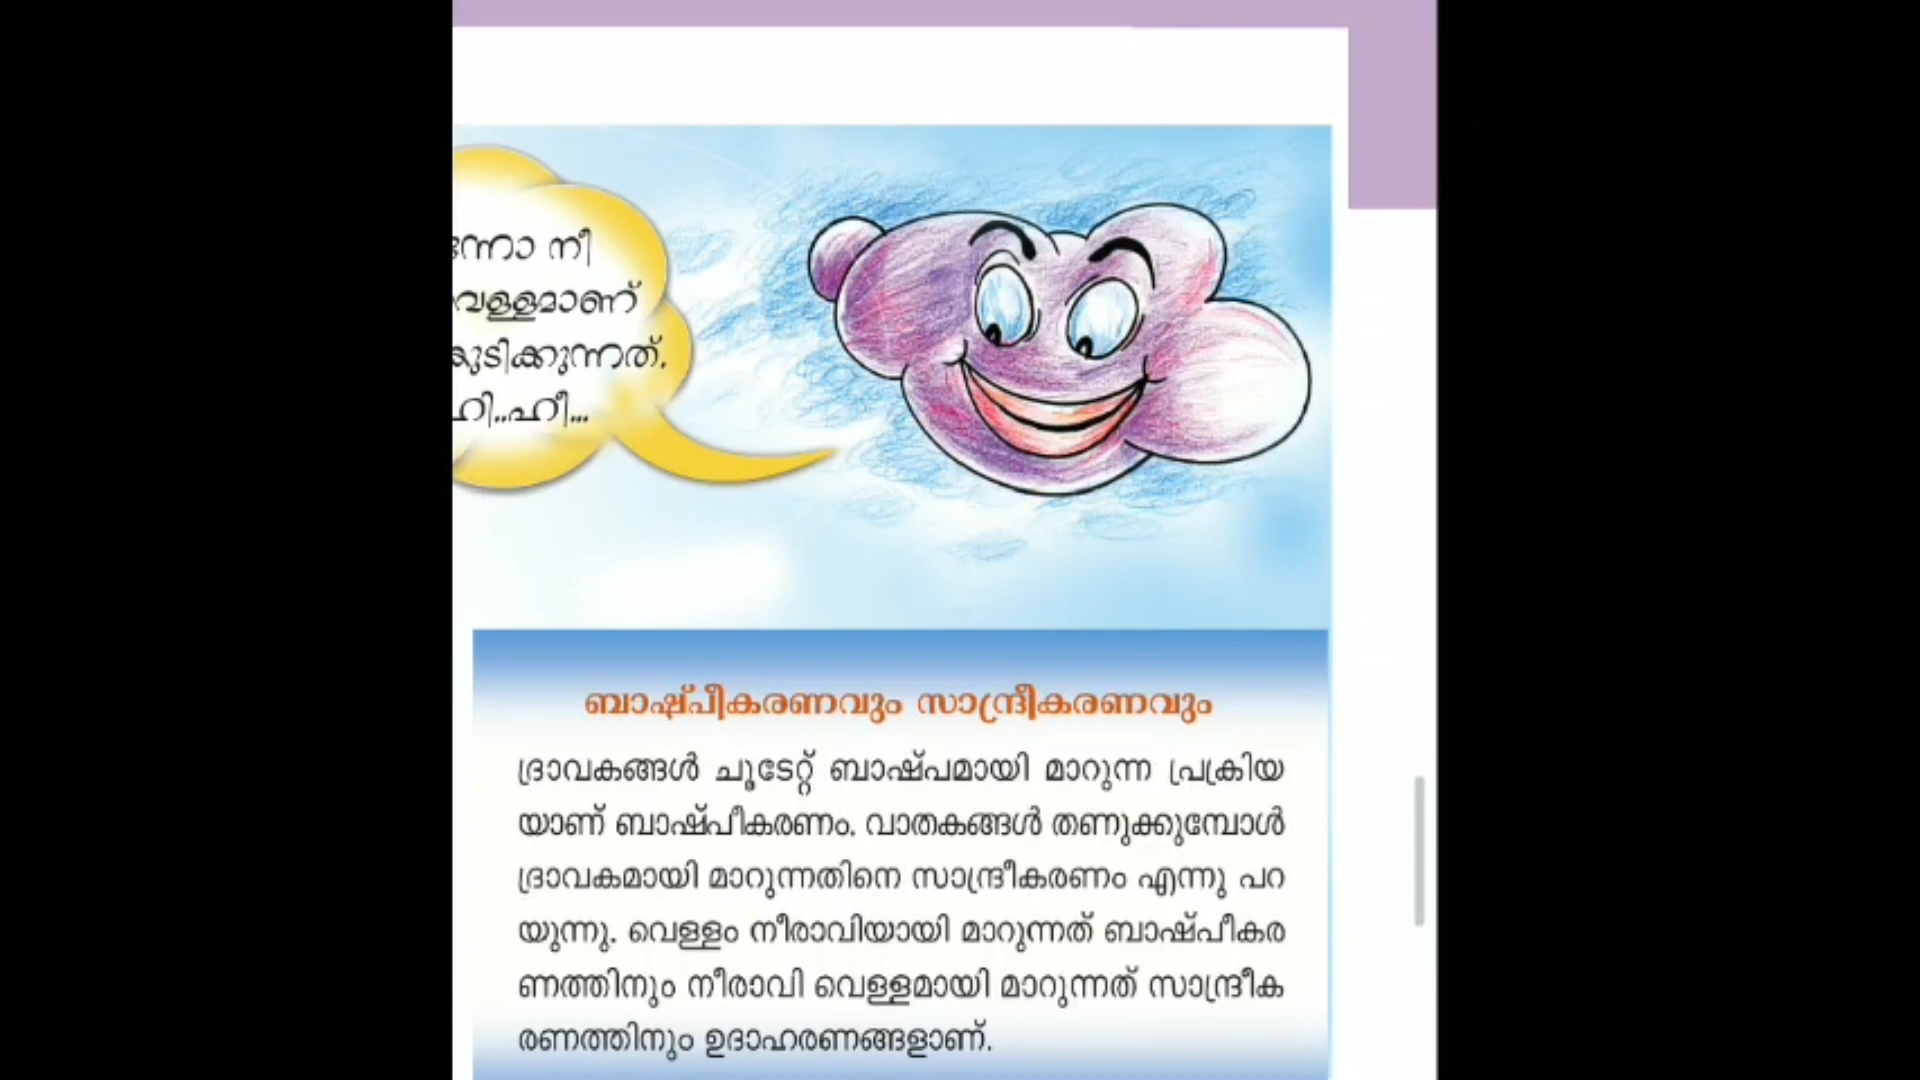 നീ
വെള്ളമാണ്
കുടിക്കുന്നത്.
ഹി..ഹീ...
ബാഷ്പീകരണവും സാന്ദ്രീകരണവും
ദ്രാവകങ്ങൾ ചൂടേറ്റ് ബാഷ്പമായി മാറുന്ന പ്രക്രിയ
യാണ് ബാഷ്പീകരണം. വാതകങ്ങൾ തണുക്കുമ്പോൾ
ദ്രാവകമായി മാറുന്നതിനെ സാന്ദ്രീകരണം എന്നു പറ
യുന്നു. വെള്ളം നീരാവിയായി മാറുന്നത് ബാഷ്പീകര
ണത്തിനും നീരാവി വെള്ളമായി മാറുന്നത് സാന്ദ്രീക
രണത്തിനും ഉദാഹരണങ്ങളാണ്.